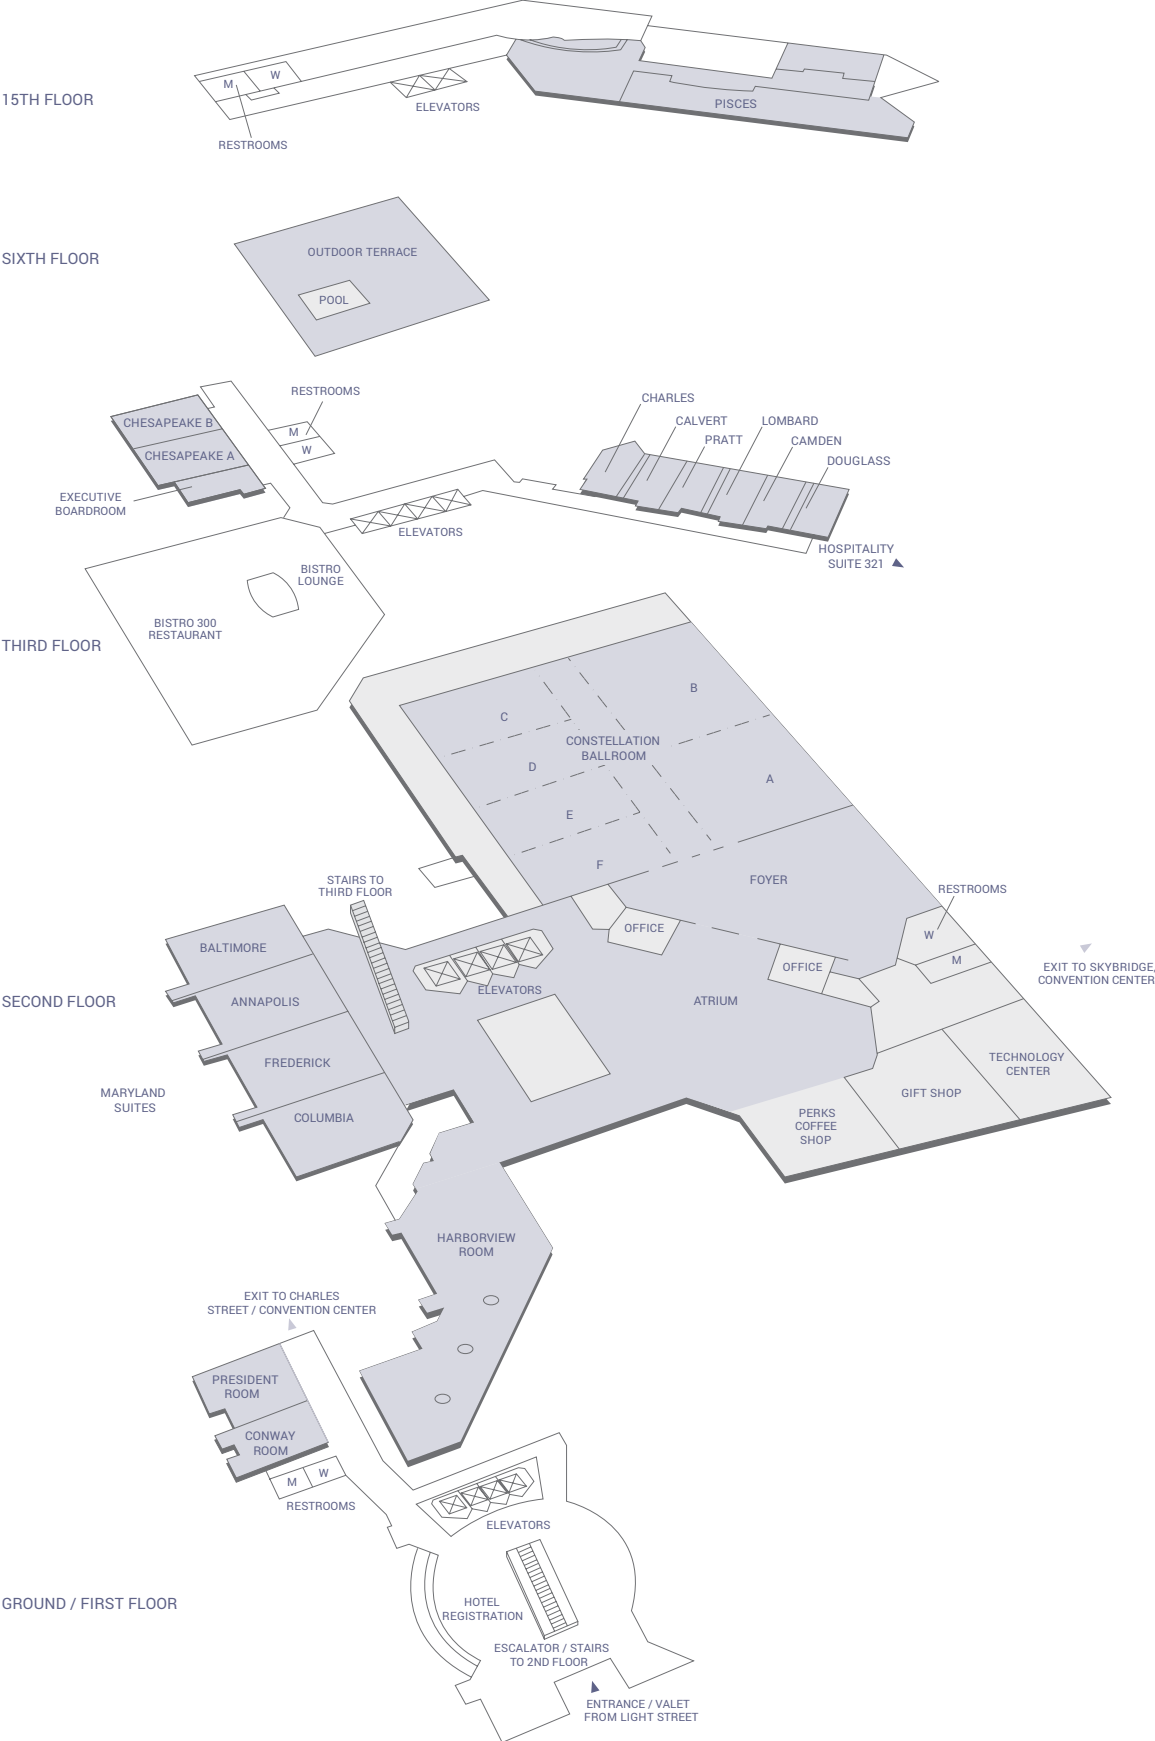 15TH FLOOR
M
W
RESTROOMS
ELEVATORS
PISCES
SIXTH FLOOR
OUTDOOR TERRACE
POOL
THIRD FLOOR
CHESAPEAKE B
CHESAPEAKE A
EXECUTIVE
BOARDROOM
RESTROOMS
M
W
ELEVATORS
CHARLES
CALVERT
PRATT
LOMBARD
CAMDEN
DOUGLASS
HOSPITALITY
SUITE 321
BISTRO
LOUNGE
BISTRO 300
RESTAURANT
SECOND FLOOR
B
C
CONSTELLATION
BALLROOM
D
A
E
F
FOYER
STAIRS TO
THIRD FLOOR
RESTROOMS
W
M
OFFICE
OFFICE
EXIT TO SKYBRIDGE,
CONVENTION CENTER
BALTIMORE
ANNAPOLIS
FREDERICK
COLUMBIA
MARYLAND
SUITES
ELEVATORS
ATRIUM
TECHNOLOGY
CENTER
GIFT SHOP
PERKS
COFFEE
SHOP
HARBORVIEW
ROOM
EXIT TO CHARLES
STREET / CONVENTION CENTER
PRESIDENT
ROOM
CONWAY
ROOM
M
W
RESTROOMS
ELEVATORS
GROUND / FIRST FLOOR
HOTEL
REGISTRATION
ESCALATOR / STAIRS
TO 2ND FLOOR
ENTRANCE / VALET
FROM LIGHT STREET